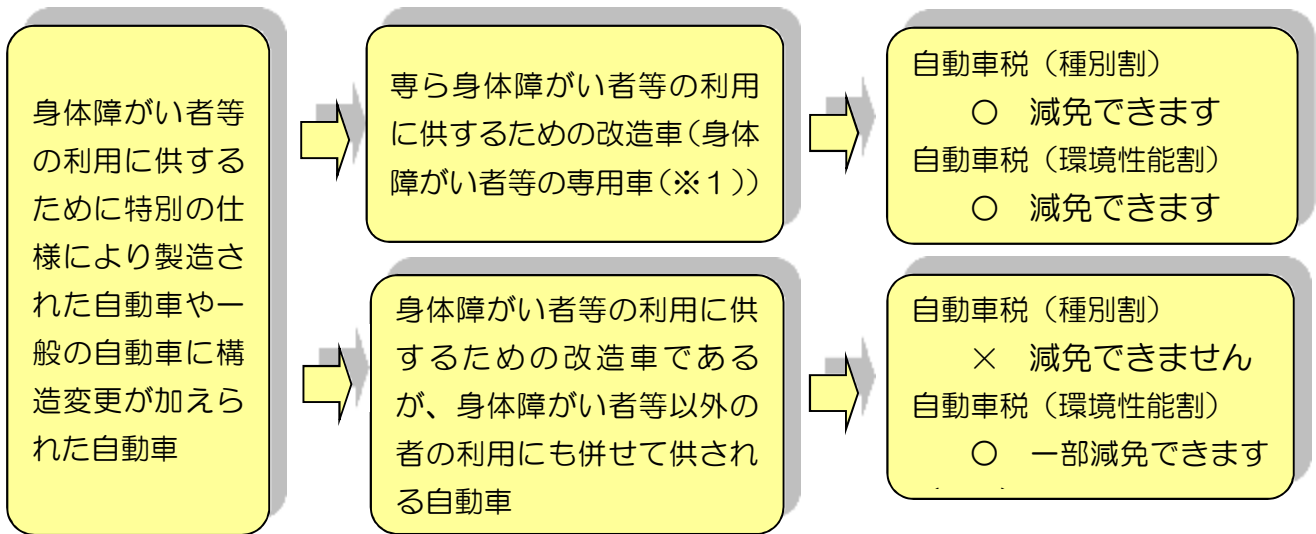 身体障がい者等
の利用に供する
ために特別の仕
様により製造さ
れた自動車や一
般の自動車に構
造変更が加えら
れた自動車
専ら身体障がい者等の利用
に供するための改造車（身体
障がい者等の専用車（※１））
自動車税（種別割）
○　減免できます
自動車税（環境性能割）
○　減免できます
身体障がい者等の利用に供
するための改造車である
が、身体障がい者等以外の
者の利用にも併せて供され
る自動車
自動車税（種別割）
×　減免できません
自動車税（環境性能割）
○　一部減免できます